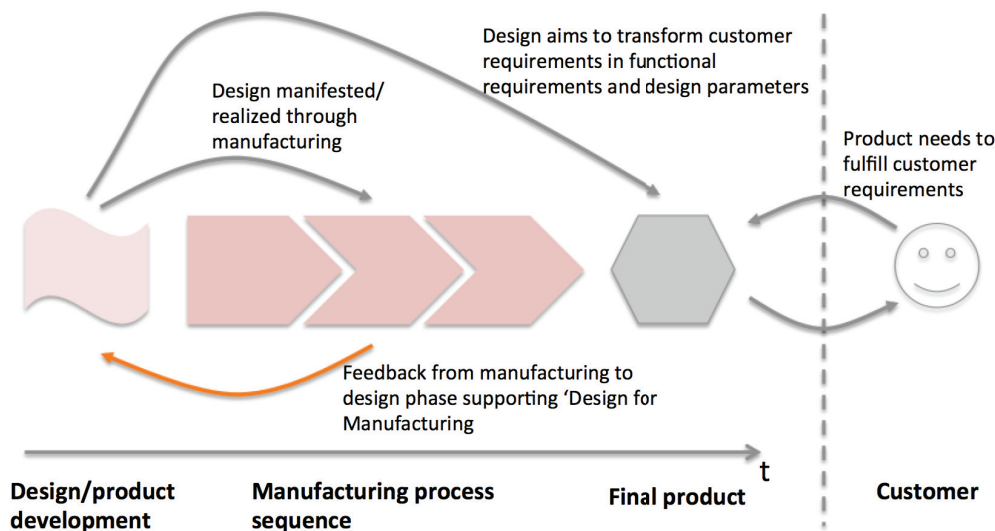 Design aims to transform customer
requirements in functional
requirements and design parameters
Design manifested/
realized through
manufacturing
Product needs to
fulfill customer
requirements
Feedback from manufacturing to
design phase supporting ‘Design for
Manufacturing
t
Design/product
development
Manufacturing process
sequence
Final product
Customer